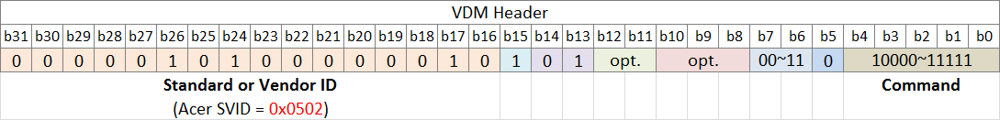 VDM Header
b31 b30 b29 b28 b27 b26 b25 b24 b23 b22 b21 b20 b19 b18 b17 b16 b15 b14 b13 b12 b11 b10 b9 b8 b7 b6 b5 b4 b3 b2 b1 b0
0 0 0 0 0 1 0 1 0 0 0 0 0 0 1 0 1 0 1 opt. opt. 00~11 0 10000~11111
Standard or Vendor ID Command
(Acer SVID = 0x0502)